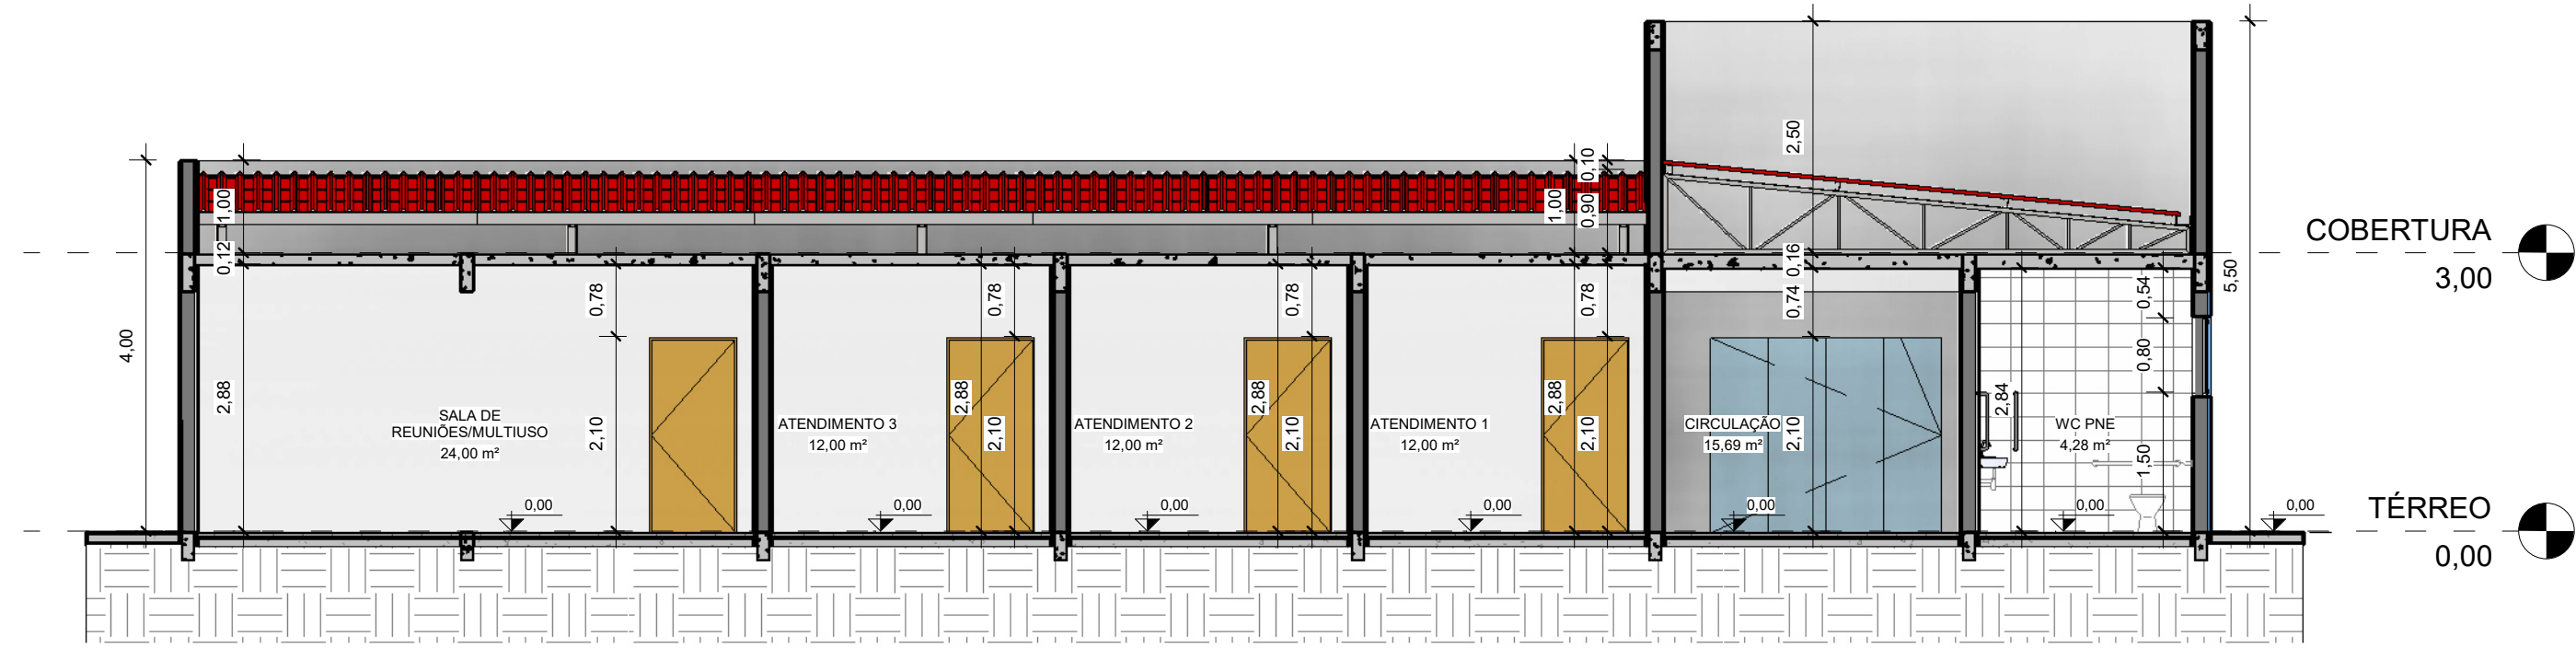 2,50
0,10
1,00
1,00
0,90
COBERTURA
3,00
0,12
0,16
5,50
0,78
0,78
0,78
0,78
0,74
0,54
4,00
0,80
2,88
2,88
2,88
2,88
2,84
SALA DE
REUNIÕES/MULTIUSO
24,00 m²
2,10
ATENDIMENTO 3
12,00 m²
2,10
ATENDIMENTO 2
12,00 m²
2,10
ATENDIMENTO 1
12,00 m²
2,10
CIRCULAÇÃO
15,69 m²
2,10
WC PNE
4,28 m²
1,50
0,00
0,00
0,00
0,00
0,00
0,00
0,00
TÉRREO
0,00